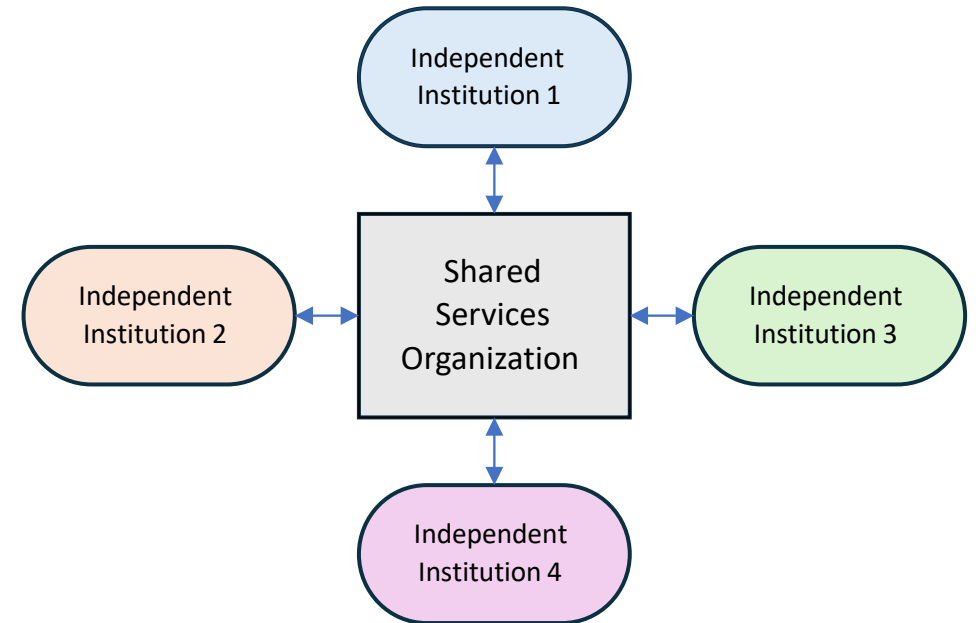 Independent
Institution 1
Independent
Institution 2
Shared
Services
Organization
Independent
Institution 3
Independent
Institution 4